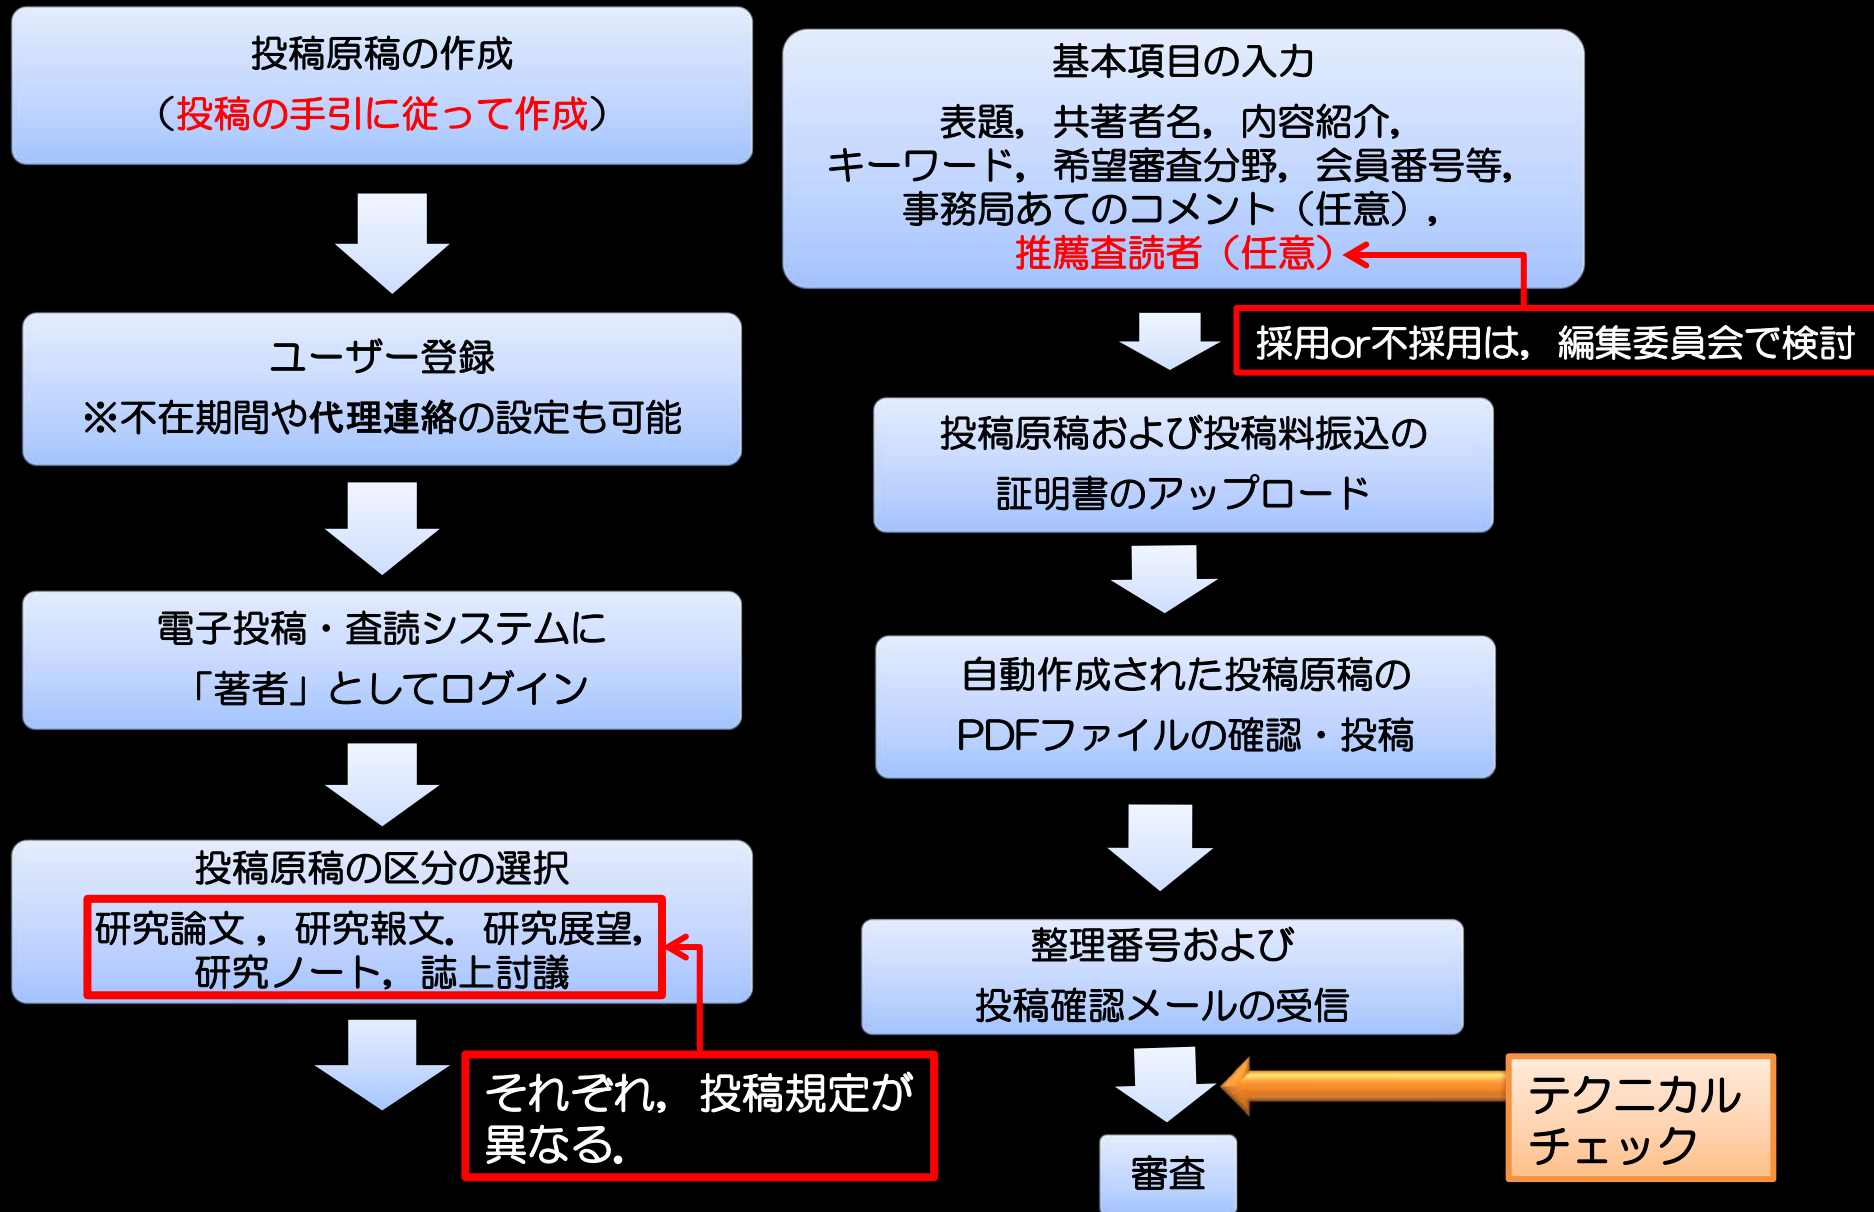 投稿原稿の作成
（投稿の手引に従って作成）
ユーザー登録
※不在期間や代理連絡の設定も可能
電子投稿・査読システムに
「著者」としてログイン
投稿原稿の区分の選択
研究論文，研究報文．研究展望，
研究ノート，誌上討議
それぞれ，投稿規定が
異なる．
基本項目の入力
表題，共著者名，内容紹介，
キーワード，希望審査分野，会員番号等，
事務局あてのコメント（任意），
推薦査読者（任意）
採用or不採用は，編集委員会で検討
投稿原稿および投稿料振込の
証明書のアップロード
自動作成された投稿原稿の
PDFファイルの確認・投稿
整理番号および
投稿確認メールの受信
テクニカル
チェック
審査